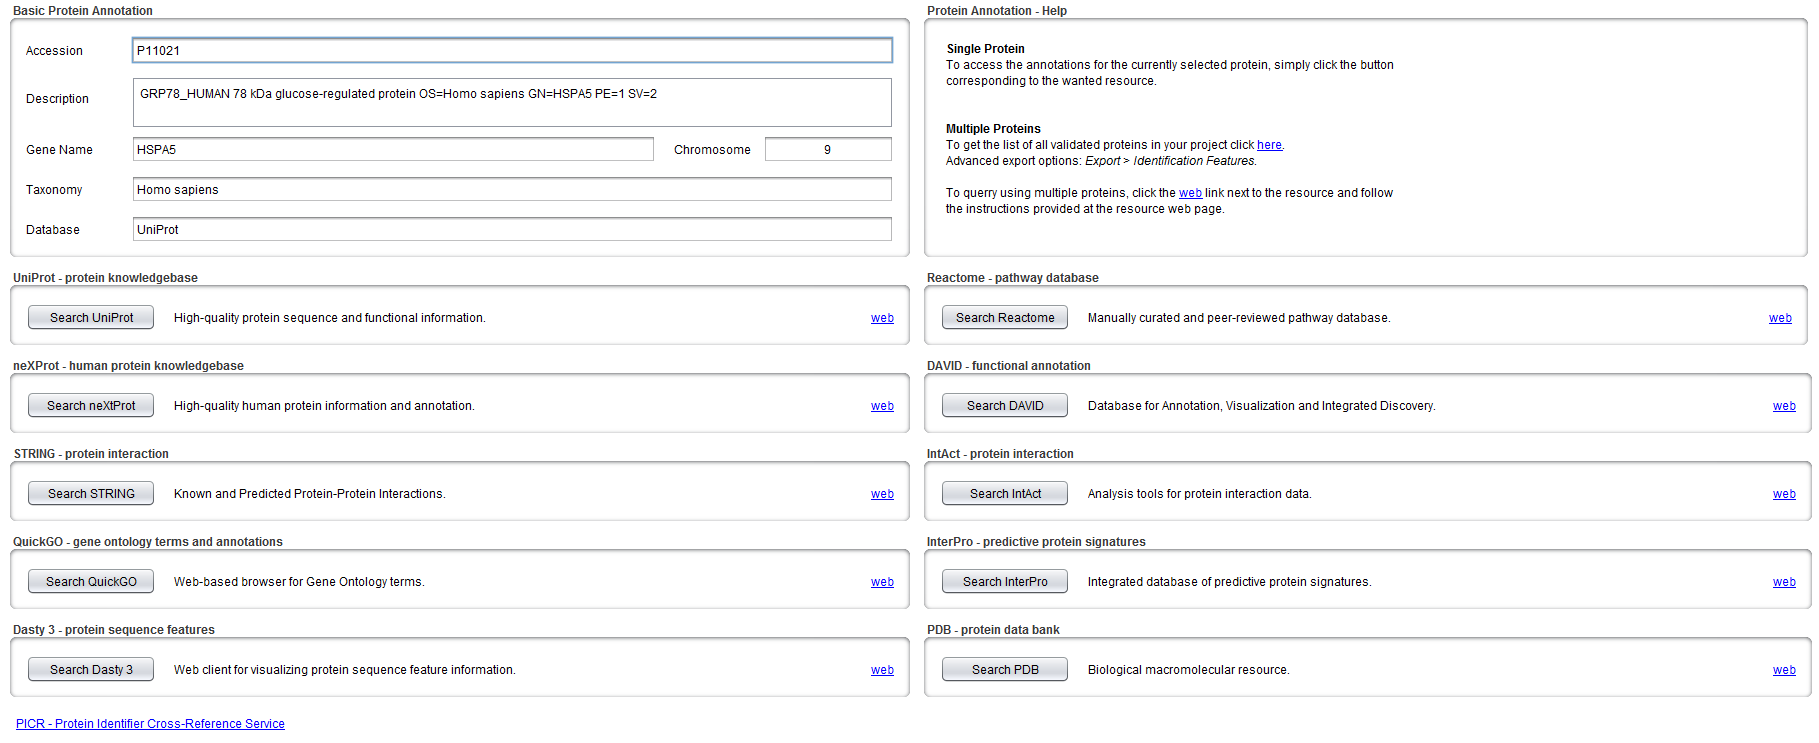 Basic Protein Annotation
Accession P11021
Description GRP78_HUMAN 78 kDa glucose-regulated protein OS=Homo sapiens GN=HSPA5 PE=1 SV=2
Gene Name HSPA5 Chromosome 9
Taxonomy Homo sapiens
Database UniProt
Protein Annotation - Help
Single Protein
To access the annotations for the currently selected protein, simply click the button
corresponding to the wanted resource.
Multiple Proteins
To get the list of all validated proteins in your project click here.
Advanced export options: Export > Identification Features.
To querry using multiple proteins, click the web link next to the resource and follow
the instructions provided at the resource web page.
UniProt - protein knowledgebase
Search UniProt High-quality protein sequence and functional information. web
Reactome - pathway database
Search Reactome Manually curated and peer-reviewed pathway database. web
neXProt - human protein knowledgebase
Search neXtProt High-quality human protein information and annotation. web
DAVID - functional annotation
Search DAVID Database for Annotation, Visualization and Integrated Discovery. web
STRING - protein interaction
Search STRING Known and Predicted Protein-Protein Interactions. web
IntAct - protein interaction
Search IntAct Analysis tools for protein interaction data. web
QuickGO - gene ontology terms and annotations
Search QuickGO Web-based browser for Gene Ontology terms. web
InterPro - predictive protein signatures
Search InterPro Integrated database of predictive protein signatures. web
Dasty 3 - protein sequence features
Search Dasty 3 Web client for visualizing protein sequence feature information. web
PDB - protein data bank
Search PDB Biological macromolecular resource. web
PICR - Protein Identifier Cross-Reference Service